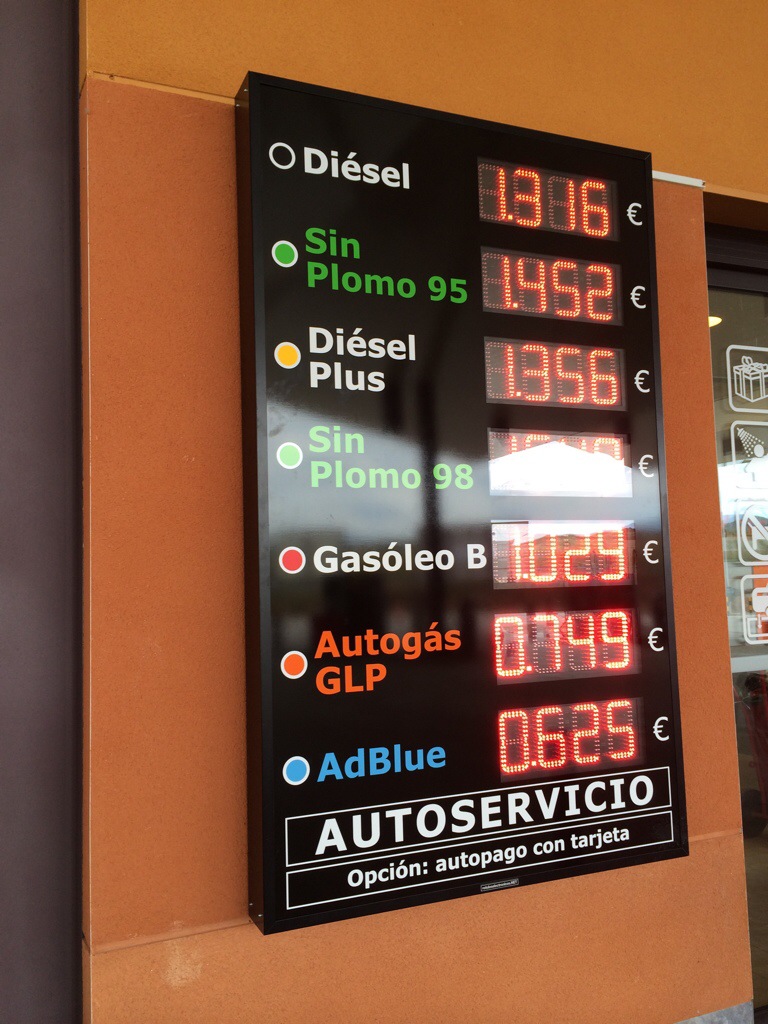 Diésel 1.316 €
Sin
Plomo 95 1.452 €
Diésel
Plus 1.356 €
Sin
Plomo 98 €
Gasóleo B 1.029 €
Autogás
GLP 0.749 €
AdBlue 0.625 €
AUTOSERVICIO
Opción: autopago con tarjeta